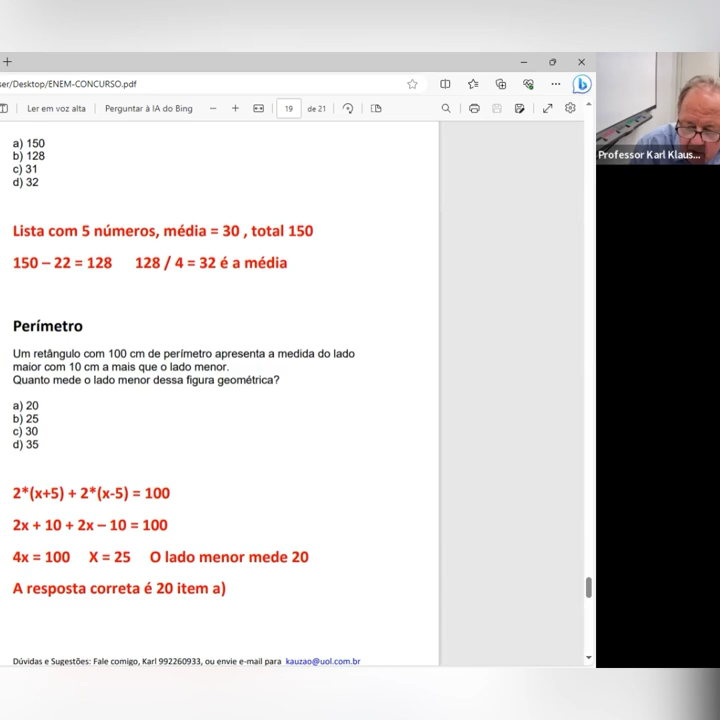 ser/Desktop/ENEM-CONCURSO.pdf
Ler em voz alta Perguntar à IA do Bing 19 de 21
a) 150
b) 128
c) 31
d) 32
Lista com 5 números, média = 30 , total 150
150 – 22 = 128 128 / 4 = 32 é a média
Perímetro
Um retângulo com 100 cm de perímetro apresenta a medida do lado
maior com 10 cm a mais que o lado menor.
Quanto mede o lado menor dessa figura geométrica?
a) 20
b) 25
c) 30
d) 35
2*(x+5) + 2*(x-5) = 100
2x + 10 + 2x – 10 = 100
4x = 100 X = 25 O lado menor mede 20
A resposta correta é 20 item a)
Dúvidas e Sugestões: Fale comigo, Karl 992260933, ou envie e-mail para kauzao@uol.com.br
Professor Karl Klaus...